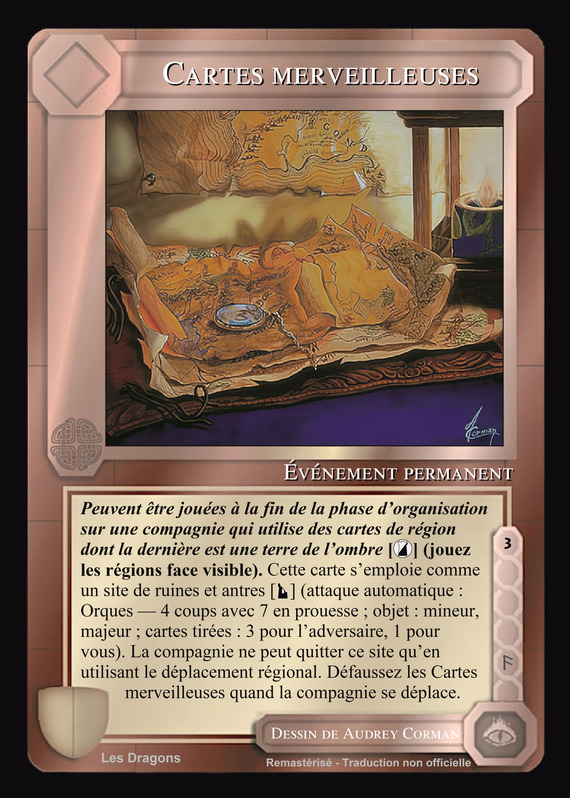 CARTES MERVEILLEUSES
GOND
Corman
ÉVÉNEMENT PERMANENT
Peuvent être jouées à la fin de la phase d'organisation
sur une compagnie qui utilise des cartes de région
dont la dernière est une terre de l'ombre [] (jouez
les régions face visible). Cette carte s'emploie comme
un site de ruines et antres [] (attaque automatique :
Orques — 4 coups avec 7 en prouesse ; objet : mineur,
majeur ; cartes tirées : 3 pour l'adversaire, 1 pour
vous). La compagnie ne peut quitter ce site qu'en
utilisant le déplacement régional. Défaussez les Cartes
merveilleuses quand la compagnie se déplace.
3
DESSIN DE AUDREY CORMAN
Les Dragons
Remastérisé - Traduction non officielle